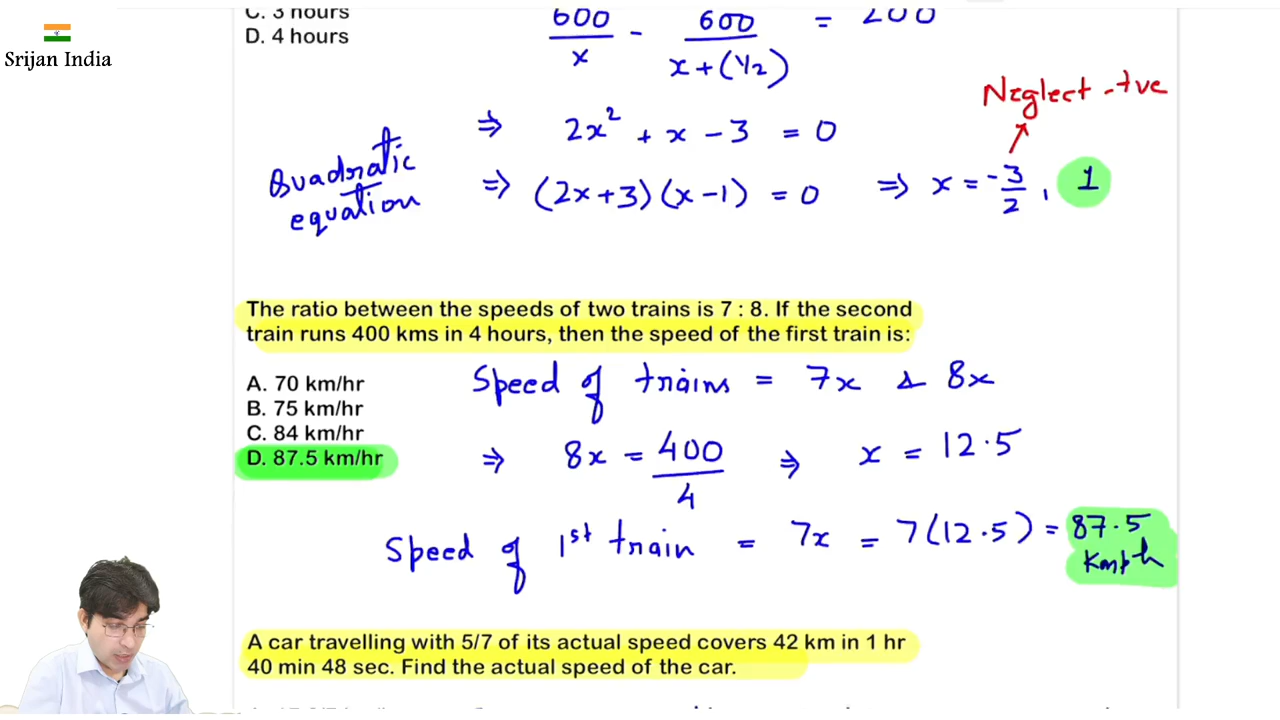 Srijan India
C. 3 hours
D. 4 hours
600/x - 600/x+(1/2) = 200
Neglect -tve
⇒ 2x² + x - 3 = 0
Quadratic equation
⇒ (2x+3)(x-1) = 0 ⇒ x = -3/2, 1
The ratio between the speeds of two trains is 7 : 8. If the second
train runs 400 kms in 4 hours, then the speed of the first train is:
A. 70 km/hr
B. 75 km/hr
C. 84 km/hr
D. 87.5 km/hr
Speed of trains = 7x & 8x
⇒ 8x = 400/4 ⇒ x = 12.5
Speed of 1st train = 7x = 7(12.5) = 87.5 Kmph
A car travelling with 5/7 of its actual speed covers 42 km in 1 hr
40 min 48 sec. Find the actual speed of the car.